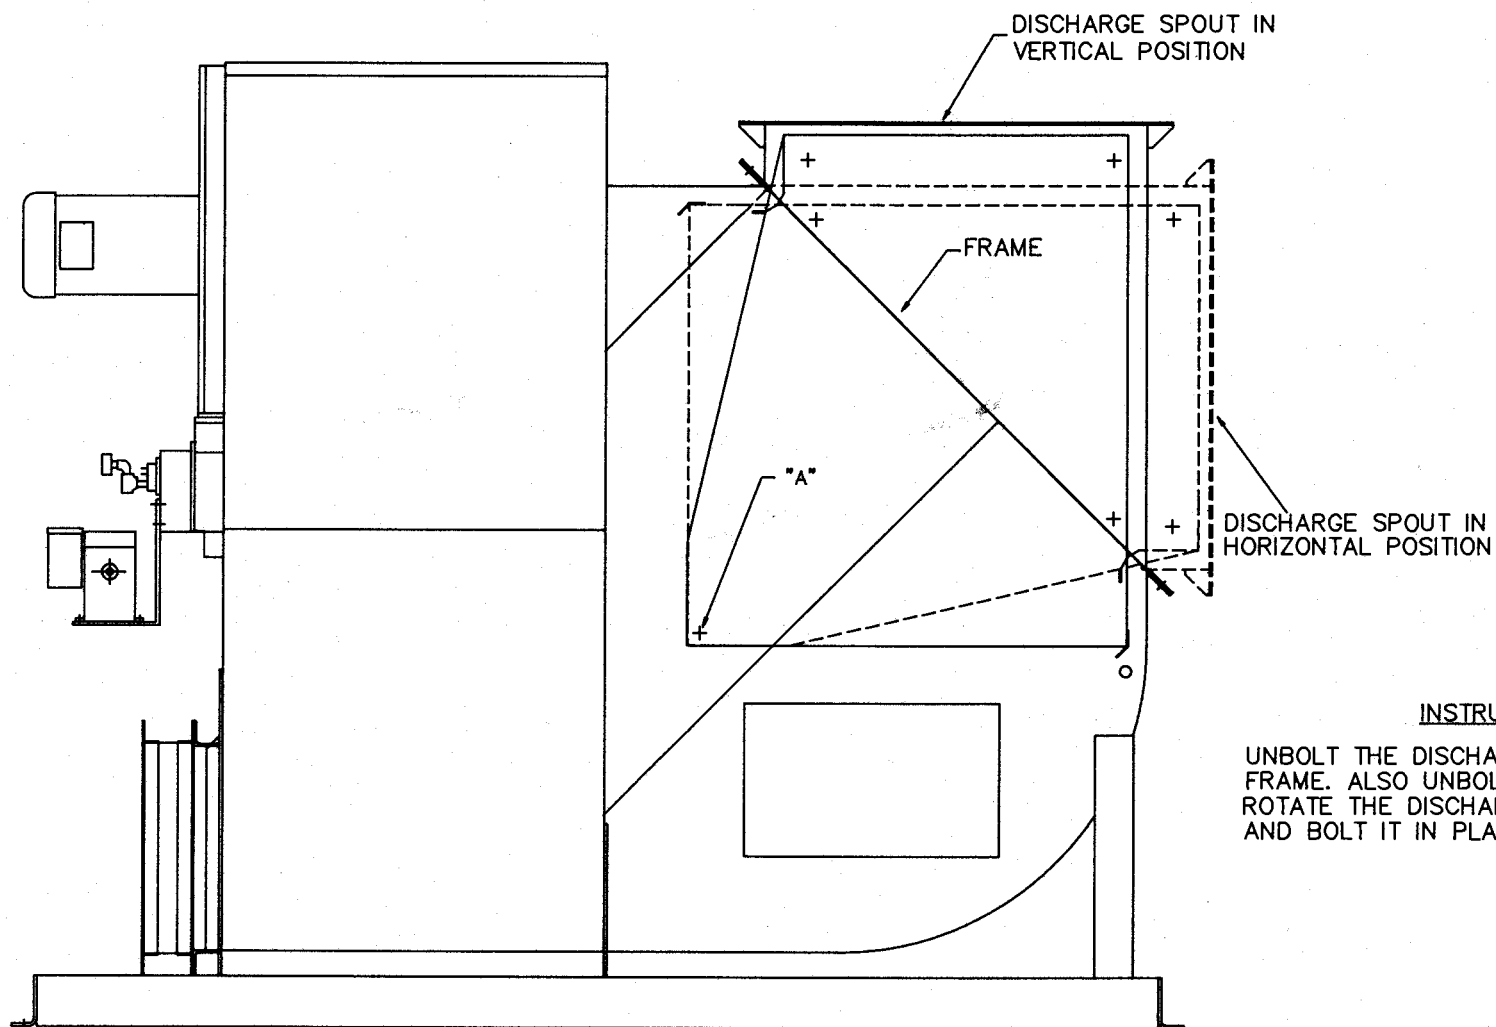 DISCHARGE SPOUT IN
VERTICAL POSITION
FRAME
"A"
DISCHARGE SPOUT IN
HORIZONTAL POSITION
INSTRU
UNBOLT THE DISCHA
FRAME. ALSO UNBOL
ROTATE THE DISCHA
AND BOLT IT IN PLA